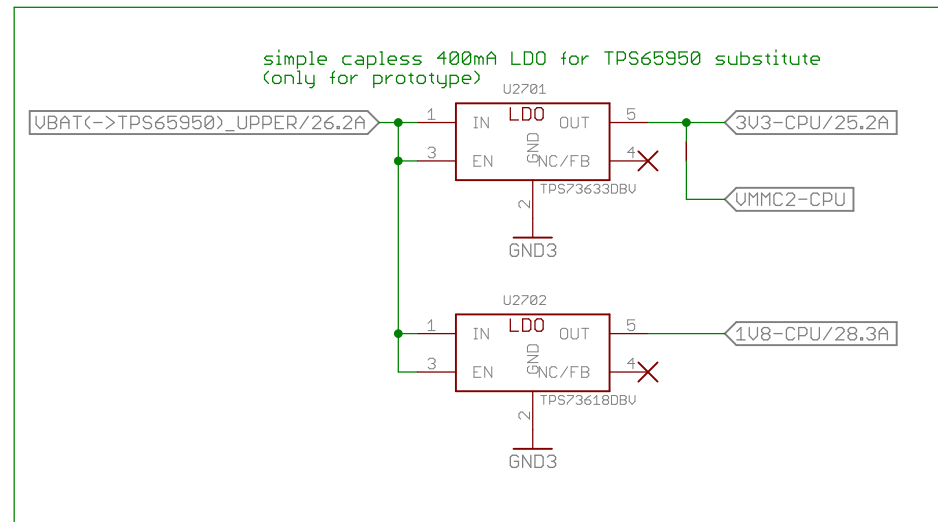 simple capless 400mA LDO for TPS65950 substitute
(only for prototype)
U2701
VBAT(->TPS65950)_UPPER/26.2A
1
IN
LDO
OUT
5
3V3-CPU/25.2A
3
EN
GND
NC/FB
4
TPS73633DBV
2
VMMC2-CPU
GND3
U2702
1
IN
LDO
OUT
5
1V8-CPU/28.3A
3
EN
GND
NC/FB
4
TPS73618DBV
2
GND3